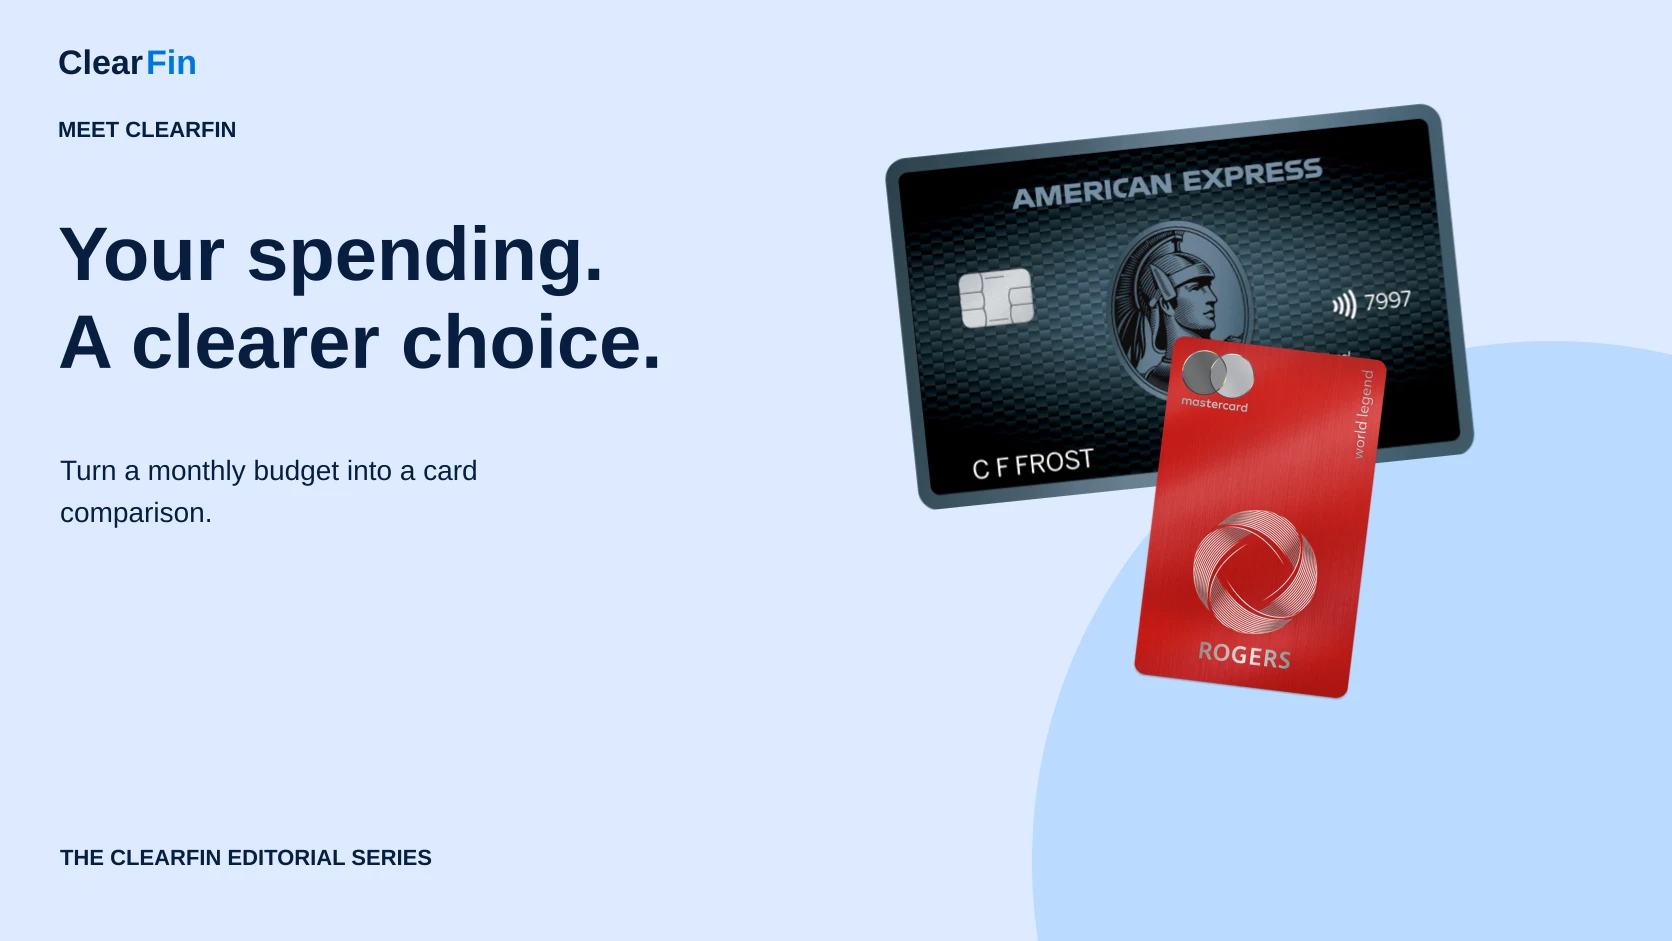 ClearFin
MEET CLEARFIN
Your spending.
A clearer choice.
Turn a monthly budget into a card
comparison.
THE CLEARFIN EDITORIAL SERIES
AMERICAN EXPRESS
7997
C F FROST
mastercard
world legend
ROGERS